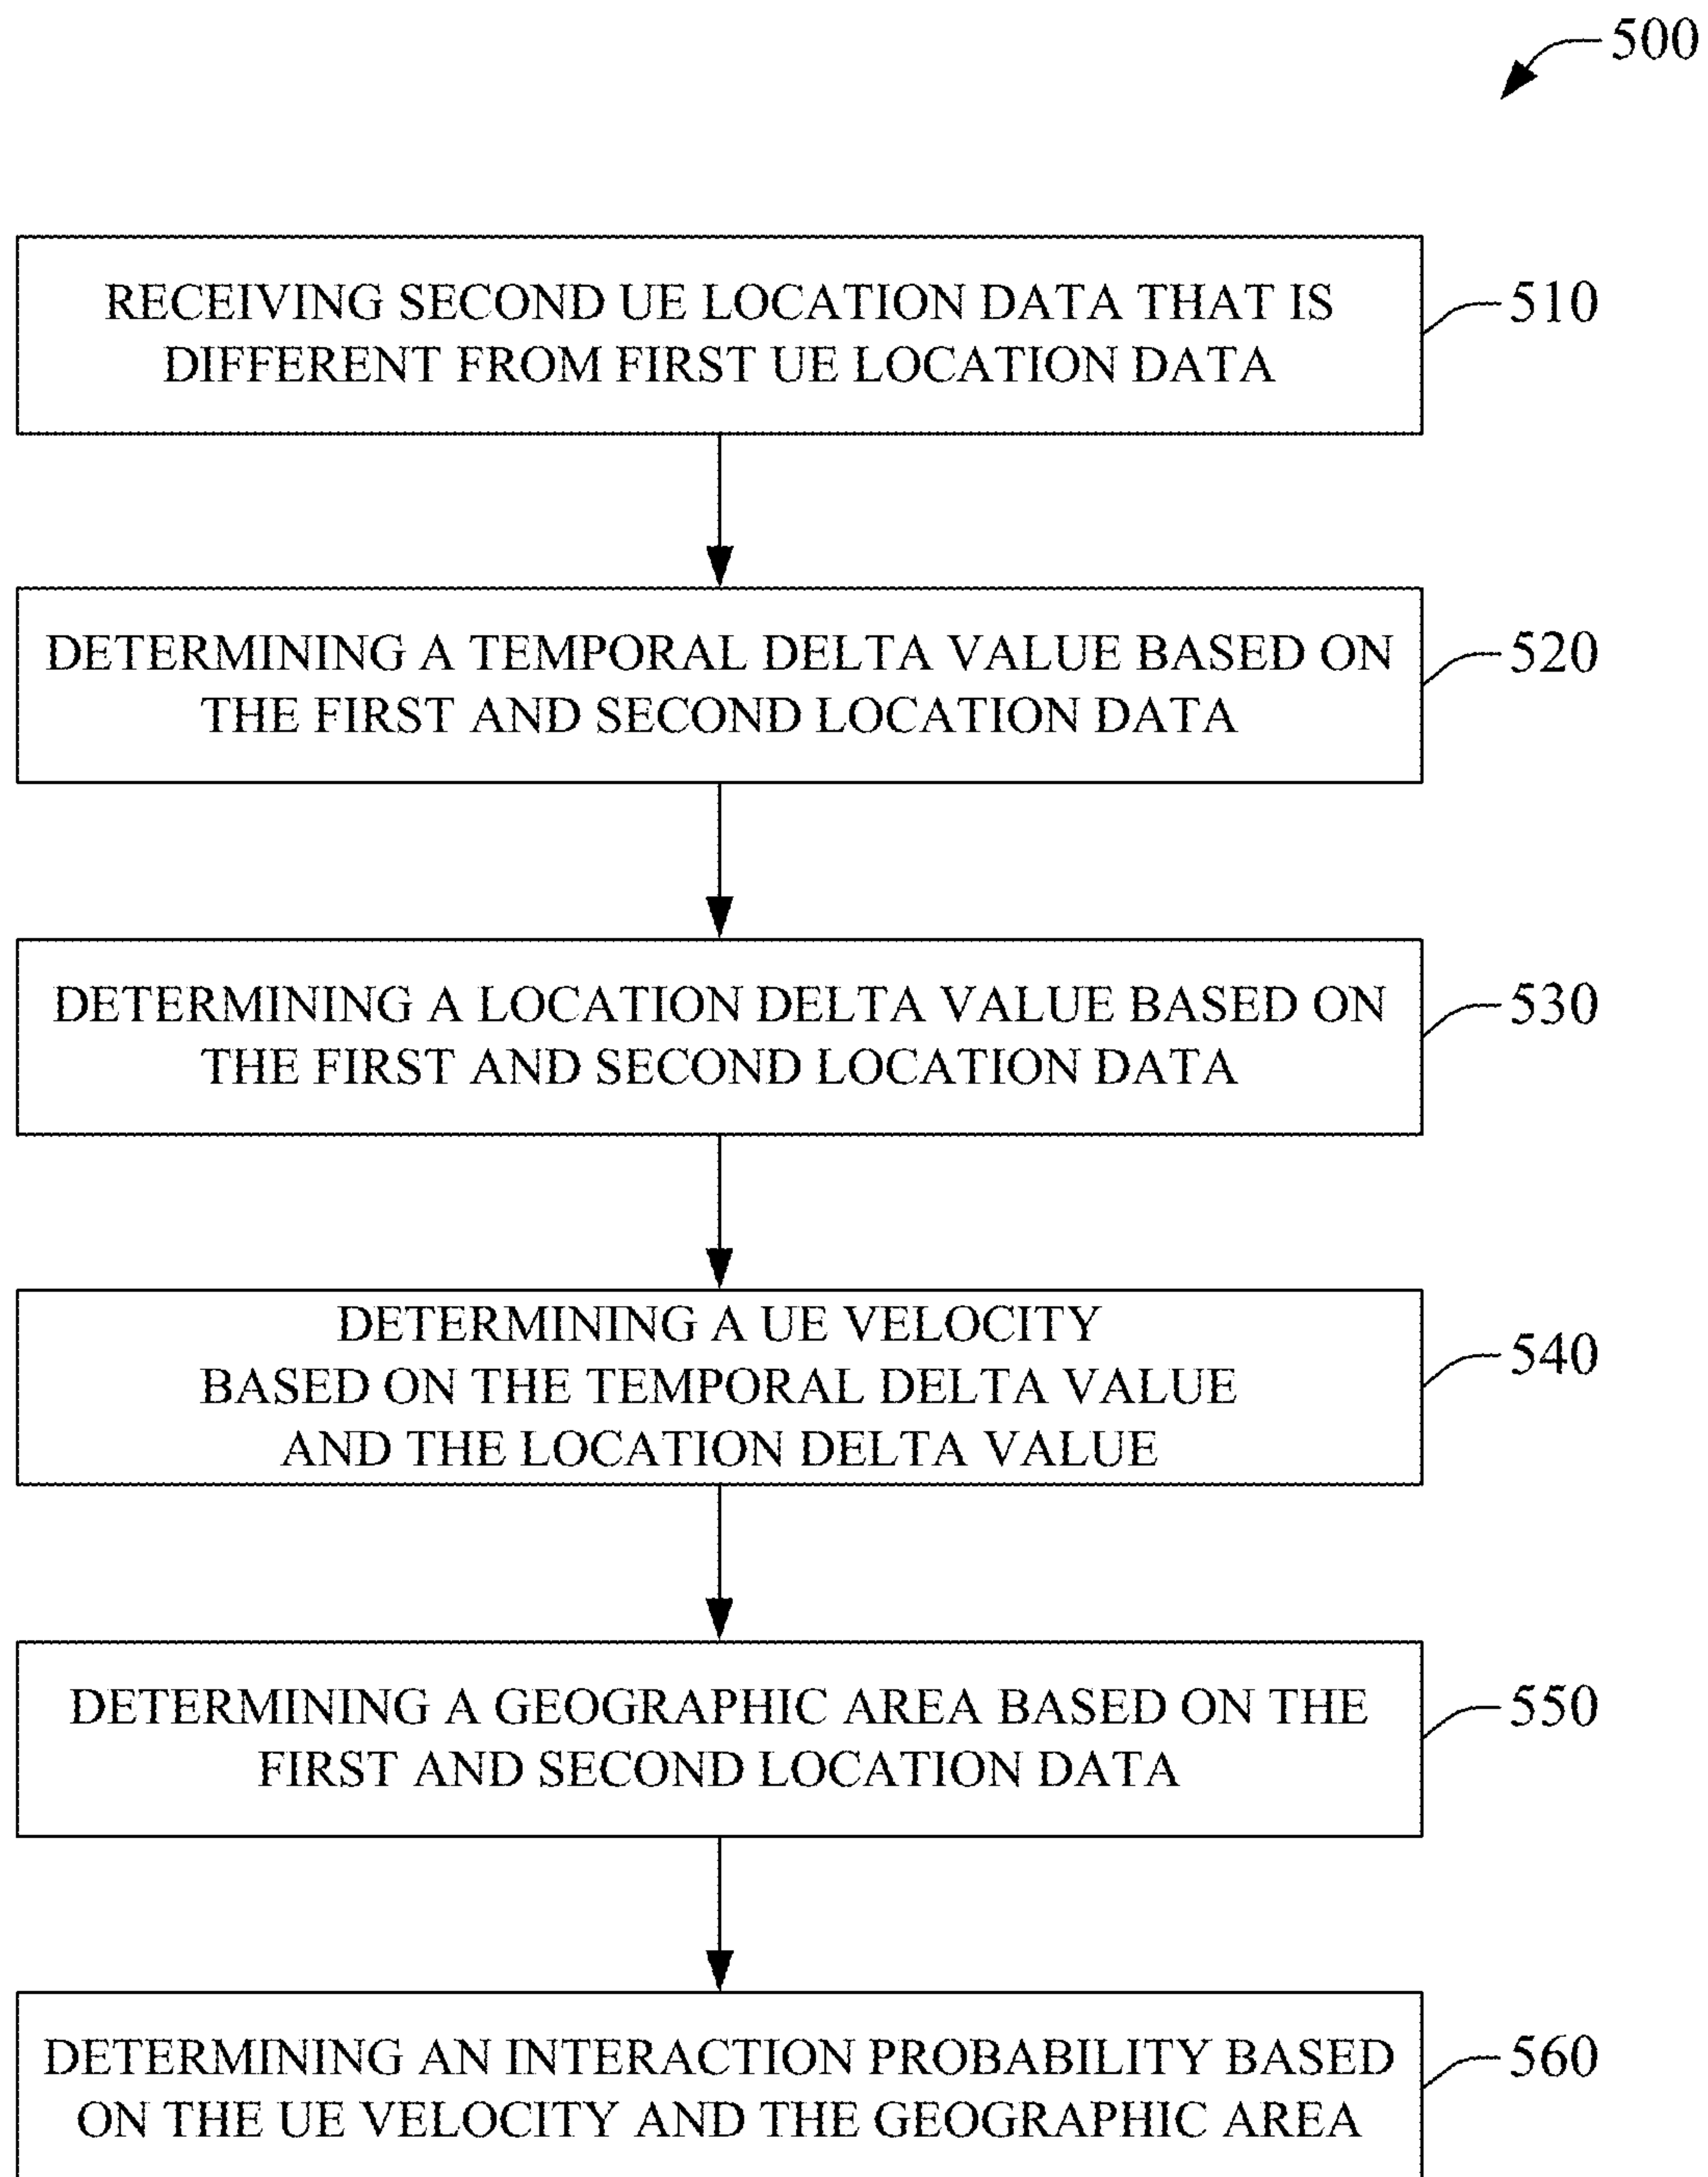 500
RECEIVING SECOND UE LOCATION DATA THAT IS
DIFFERENT FROM FIRST UE LOCATION DATA
510
DETERMINING A TEMPORAL DELTA VALUE BASED ON
THE FIRST AND SECOND LOCATION DATA
520
DETERMINING A LOCATION DELTA VALUE BASED ON
THE FIRST AND SECOND LOCATION DATA
530
DETERMINING A UE VELOCITY
BASED ON THE TEMPORAL DELTA VALUE
AND THE LOCATION DELTA VALUE
540
DETERMINING A GEOGRAPHIC AREA BASED ON THE
FIRST AND SECOND LOCATION DATA
550
DETERMINING AN INTERACTION PROBABILITY BASED
ON THE UE VELOCITY AND THE GEOGRAPHIC AREA
560